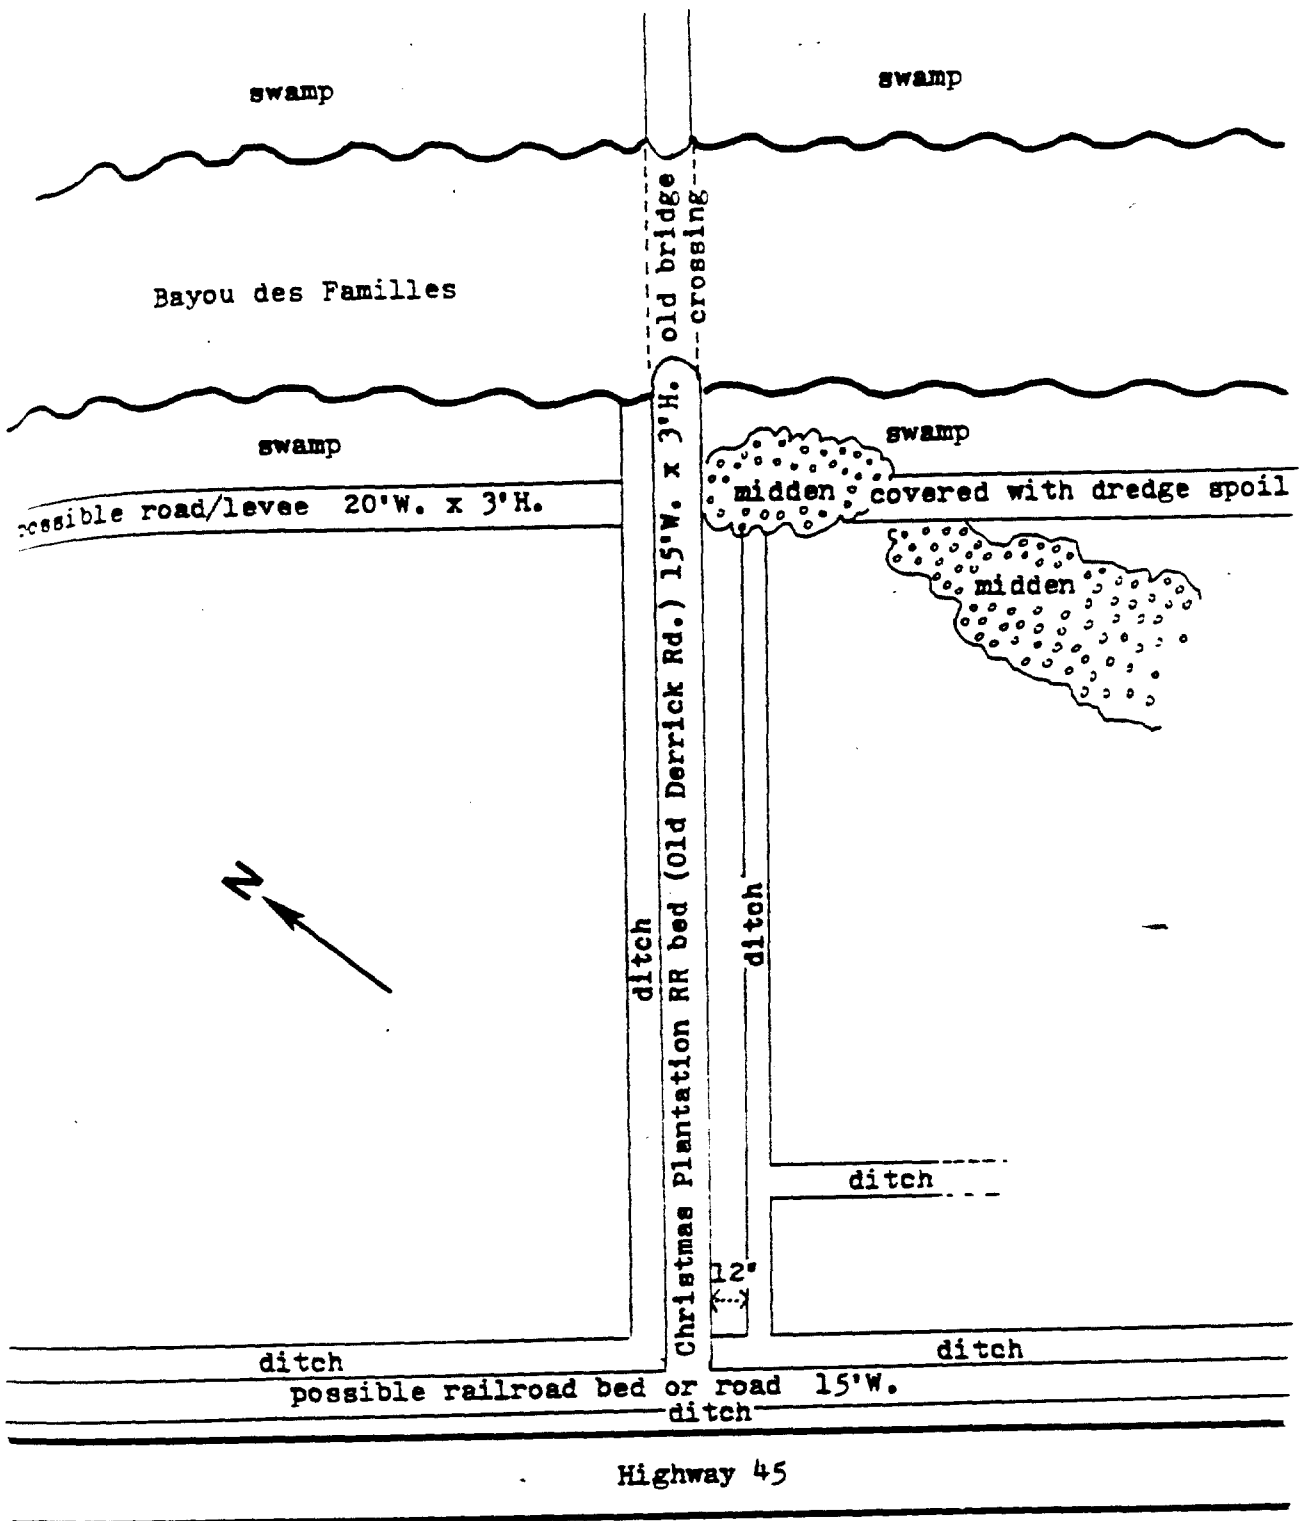 swamp
swamp
old bridge
crossing
Bayou des Familles
swamp
swamp
possible road/levee 20'W. x 3'H.
midden covered with dredge spoil
midden
Christmas Plantation RR bed (Old Derrick Rd.) 15'W. x 3'H.
N
ditch
ditch
ditch
12'
ditch
ditch
possible railroad bed or road 15'W.
ditch
Highway 45